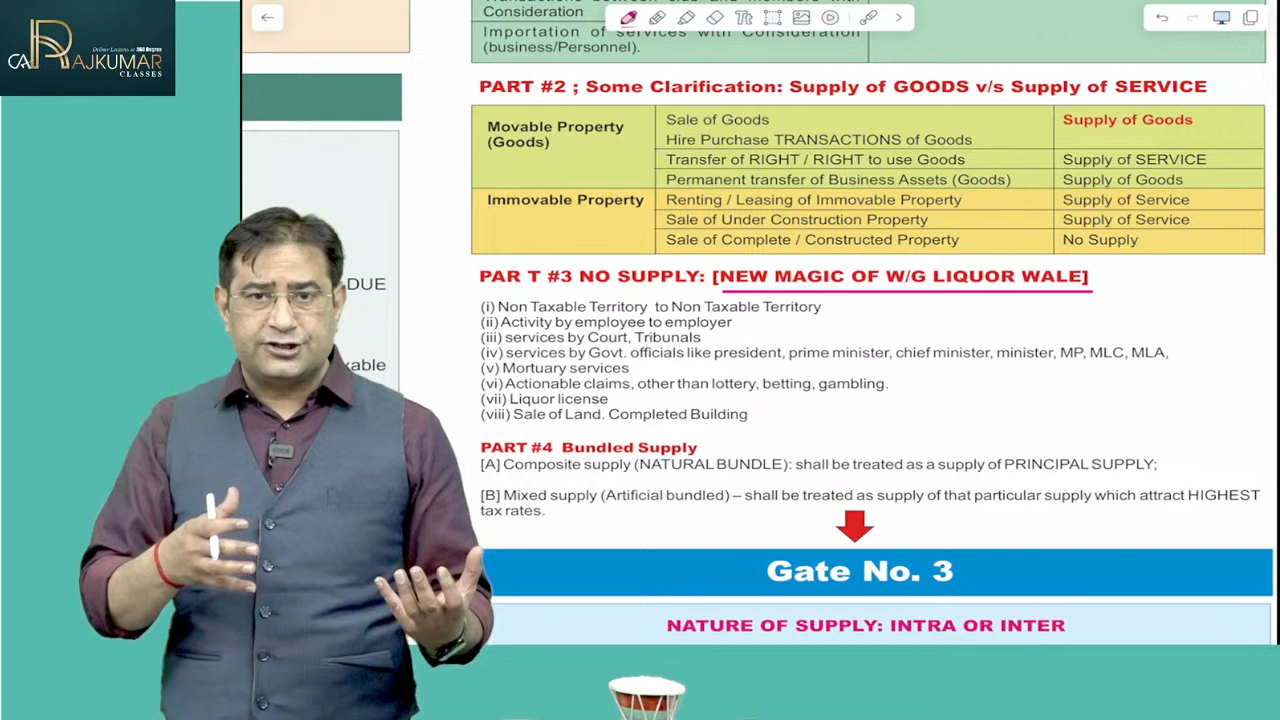 Deliver Lectures at 360 Degree
CA RAJKUMAR
CLASSES
Consideration
Importation of services with Consideration
(business/Personnel).
PART #2 ; Some Clarification: Supply of GOODS v/s Supply of SERVICE
Movable Property
(Goods)
Sale of Goods
Supply of Goods
Hire Purchase TRANSACTIONS of Goods
Transfer of RIGHT / RIGHT to use Goods
Supply of SERVICE
Permanent transfer of Business Assets (Goods)
Supply of Goods
Immovable Property
Renting / Leasing of Immovable Property
Supply of Service
Sale of Under Construction Property
Supply of Service
Sale of Complete / Constructed Property
No Supply
DUE
xable
PAR T #3 NO SUPPLY: [NEW MAGIC OF W/G LIQUOR WALE]
(i) Non Taxable Territory to Non Taxable Territory
(ii) Activity by employee to employer
(iii) services by Court, Tribunals
(iv) services by Govt. officials like president, prime minister, chief minister, minister, MP, MLC, MLA,
(v) Mortuary services
(vi) Actionable claims, other than lottery, betting, gambling.
(vii) Liquor license
(viii) Sale of Land. Completed Building
PART #4 Bundled Supply
[A] Composite supply (NATURAL BUNDLE): shall be treated as a supply of PRINCIPAL SUPPLY;
[B] Mixed supply (Artificial bundled) – shall be treated as supply of that particular supply which attract HIGHEST
tax rates.
Gate No. 3
NATURE OF SUPPLY: INTRA OR INTER